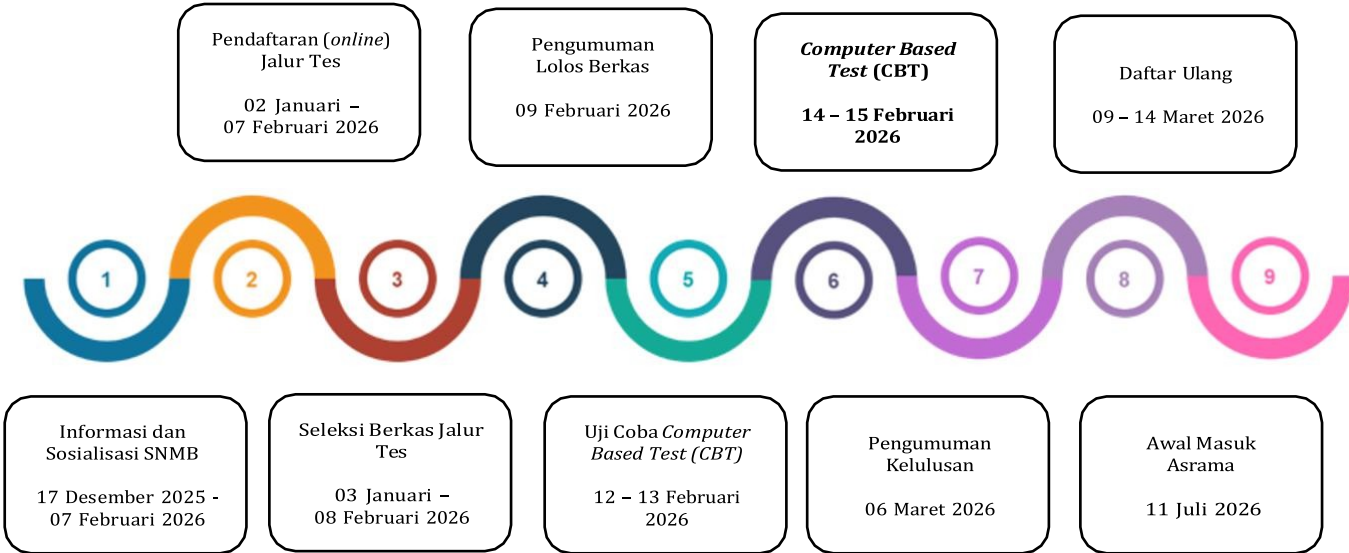 Pendaftaran (online)
Jalur Tes
02 Januari –
07 Februari 2026
Pengumuman
Lolos Berkas
09 Februari 2026
Computer Based
Test (CBT)
14 – 15 Februari
2026
Daftar Ulang
09 – 14 Maret 2026
1
2
3
4
5
6
7
8
9
Informasi dan
Sosialisasi SNMB
17 Desember 2025 -
07 Februari 2026
Seleksi Berkas Jalur
Tes
03 Januari –
08 Februari 2026
Uji Coba Computer
Based Test (CBT)
12 – 13 Februari
2026
Pengumuman
Kelulusan
06 Maret 2026
Awal Masuk
Asrama
11 Juli 2026